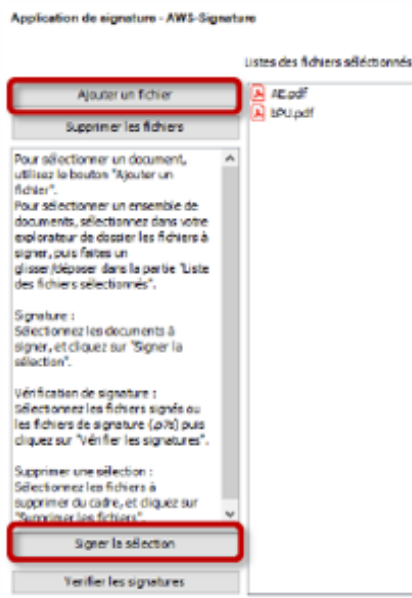 Application de signature - AWS-Signature
Listes des fichiers séléctionnés
Ajouter un fichier
Supprimer les fichiers
AE.pdf
bPU.pdf
Pour sélectionner un document,
utilisez le bouton "Ajouter un
fichier".
Pour sélectionner un ensemble de
documents, sélectionnez dans votre
explorateur de dossier les fichiers à
signer, puis faites un
glisser/déposer dans la partie "Liste
des fichiers sélectionnés".
Signature :
Sélectionnez les documents à
signer, et cliquez sur "Signer la
sélection".
Vérification de signature :
Sélectionnez les fichiers signés ou
les fichiers de signature (.p7s) puis
cliquez sur "Vérifier les signatures".
Supprimer une sélection :
Sélectionnez les fichiers à
supprimer du cadre, et cliquez sur
"Supprimer les fichiers".
Signer la sélection
Verifier les signatures